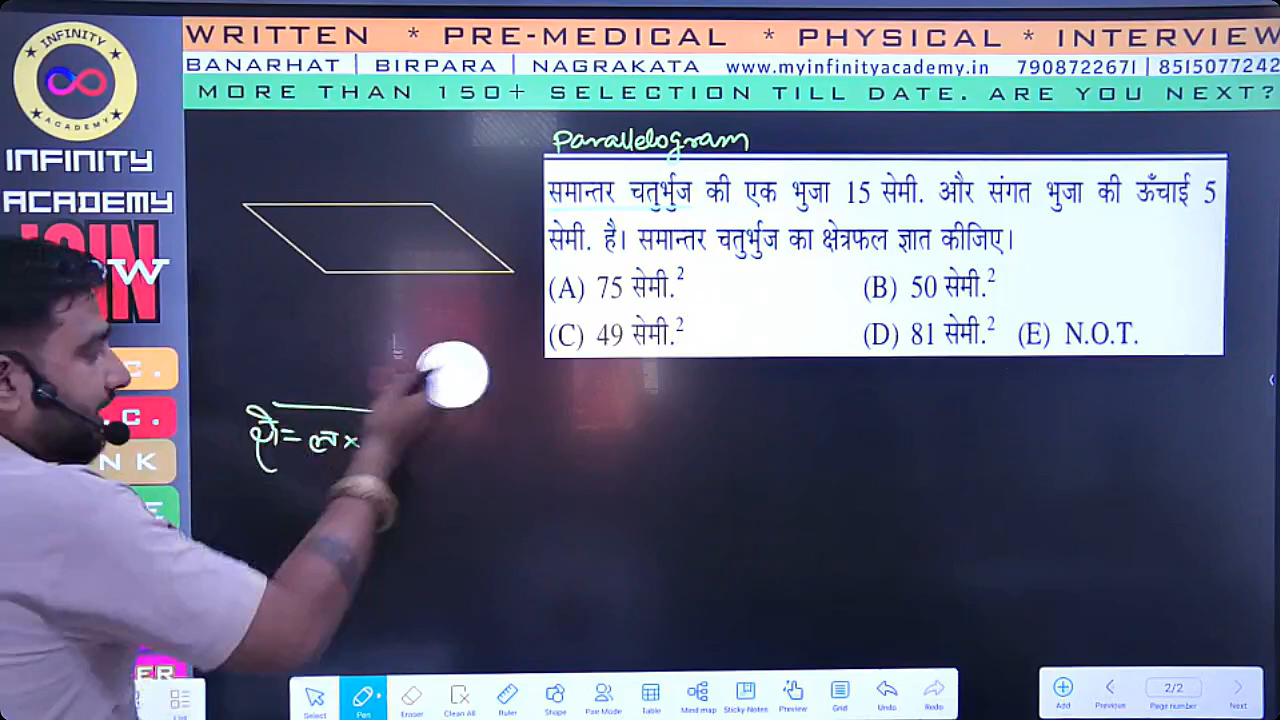 INFINITY
ACADEMY
WRITTEN * PRE-MEDICAL * PHYSICAL * INTERVIEW
BANARHAT | BIRPARA | NAGRAKATA www.myinfinityacademy.in 7908722671 | 8515077242
MORE THAN 150+ SELECTION TILL DATE. ARE YOU NEXT?
INFINITY
ACADEMY
JOIN
W
C.
.C.
NK
E
ER
Parallelogram
समान्तर चतुर्भुज की एक भुजा 15 सेमी. और संगत भुजा की ऊँचाई 5
सेमी. है। समान्तर चतुर्भुज का क्षेत्रफल ज्ञात कीजिए।
(A) 75 सेमी.² (B) 50 सेमी.²
(C) 49 सेमी.² (D) 81 सेमी.² (E) N.O.T.
Select Pen Eraser Clean All Ruler Shape Pair Mode Table Mind map Sticky-Notes Preview Grid Undo Redo
Add Previous 2/2 Page number Next